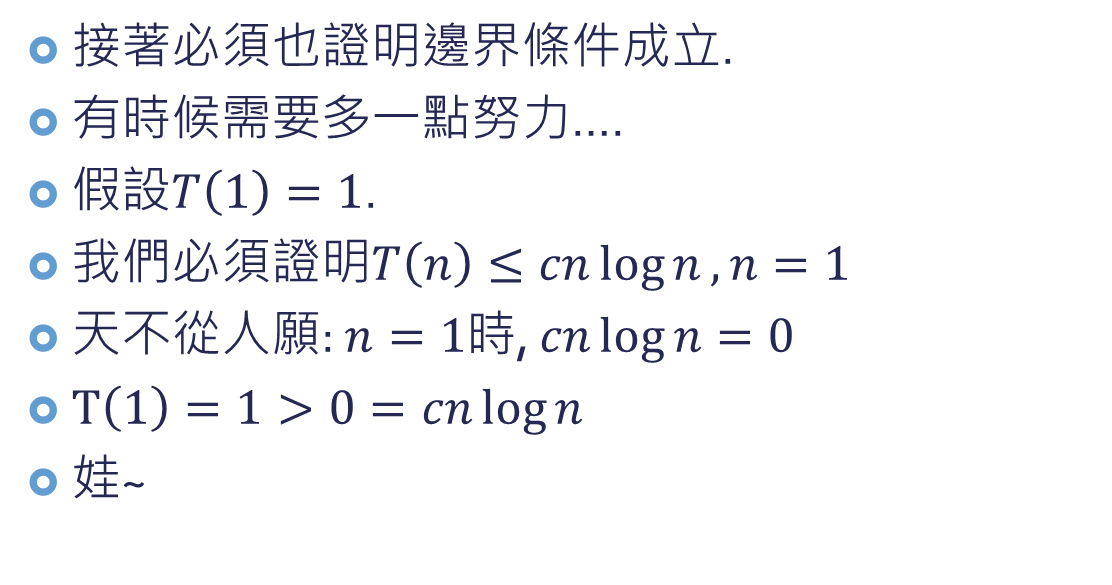 接著必須也證明邊界條件成立.
有時候需要多一點努力....
假設T(1) = 1.
我們必須證明T(n) ≤ cn log n , n = 1
天不從人願: n = 1時, cn log n = 0
T(1) = 1 > 0 = cn log n
娃~